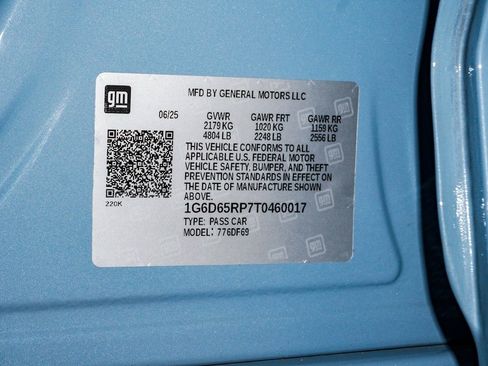 gm
MFD BY GENERAL MOTORS LLC
06/25 GVWR GAWR FRT GAWR RR
2179 KG 1020 KG 1159 KG
4804 LB 2248 LB 2556 LB
THIS VEHICLE CONFORMS TO ALL
APPLICABLE U.S. FEDERAL MOTOR
VEHICLE SAFETY, BUMPER, AND THEFT
PREVENTION STANDARDS IN EFFECT ON
THE DATE OF MANUFACTURE SHOWN
ABOVE.
220K
1G6D65RP7T0460017
TYPE: PASS CAR
MODEL: 776DF69